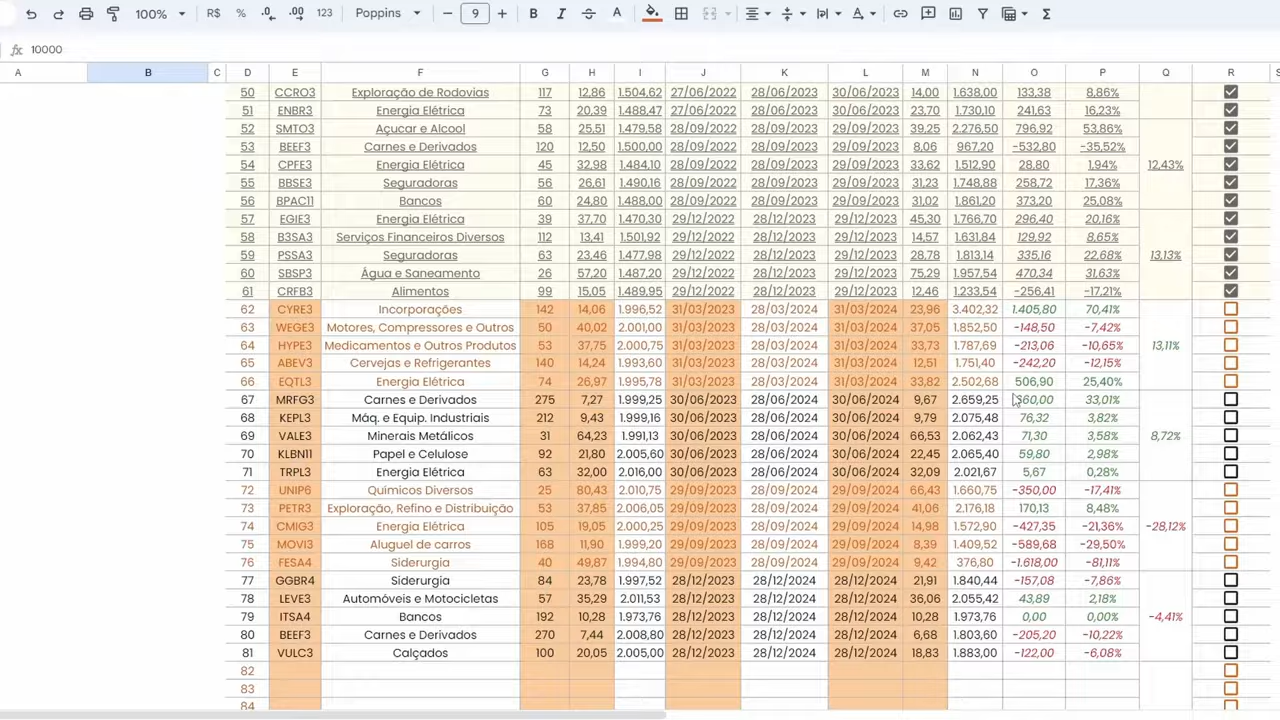 100% R$ % .0 .00 123 Poppins 9 B I A Σ
fx 10000
A B C D E F G H I J K L M N O P Q R
50 CCRO3 Exploração de Rodovias 117 12,86 1.504,62 27/06/2022 28/06/2023 30/06/2023 14,00 1.638,00 133,38 8,86%
51 ENBR3 Energia Elétrica 73 20,39 1.488,47 27/06/2022 28/06/2023 30/06/2023 23,70 1.730,10 241,63 16,23%
52 SMTO3 Açucar e Alcool 58 25,51 1.479,58 28/09/2022 28/09/2023 29/09/2023 39,25 2.276,50 796,92 53,86%
53 BEEF3 Carnes e Derivados 120 12,50 1.500,00 28/09/2022 28/09/2023 29/09/2023 8,06 967,20 -532,80 -35,52%
54 CPFE3 Energia Elétrica 45 32,98 1.484,10 28/09/2022 28/09/2023 29/09/2023 33,62 1.512,90 28,80 1,94% 12,43%
55 BBSE3 Seguradoras 56 26,61 1.490,16 28/09/2022 28/09/2023 29/09/2023 31,23 1.748,88 258,72 17,36%
56 BPAC11 Bancos 60 24,80 1.488,00 28/09/2022 28/09/2023 29/09/2023 31,02 1.861,20 373,20 25,08%
57 EGIE3 Energia Elétrica 39 37,70 1.470,30 29/12/2022 28/12/2023 29/12/2023 45,30 1.766,70 296,40 20,16%
58 B3SA3 Serviços Financeiros Diversos 112 13,41 1.501,92 29/12/2022 28/12/2023 29/12/2023 14,57 1.631,84 129,92 8,65%
59 PSSA3 Seguradoras 63 23,46 1.477,98 29/12/2022 28/12/2023 29/12/2023 28,78 1.813,14 335,16 22,68% 13,13%
60 SBSP3 Água e Saneamento 26 57,20 1.487,20 29/12/2022 28/12/2023 29/12/2023 75,29 1.957,54 470,34 31,63%
61 CRFB3 Alimentos 99 15,05 1.489,95 29/12/2022 28/12/2023 29/12/2023 12,46 1.233,54 -256,41 -17,21%
62 CYRE3 Incorporações 142 14,06 1.996,52 31/03/2023 28/03/2024 31/03/2024 23,96 3.402,32 1.405,80 70,41%
63 WEGE3 Motores, Compressores e Outros 50 40,02 2.001,00 31/03/2023 28/03/2024 31/03/2024 37,05 1.852,50 -148,50 -7,42%
64 HYPE3 Medicamentos e Outros Produtos 53 37,75 2.000,75 31/03/2023 28/03/2024 31/03/2024 33,73 1.787,69 -213,06 -10,65% 13,11%
65 ABEV3 Cervejas e Refrigerantes 140 14,24 1.993,60 31/03/2023 28/03/2024 31/03/2024 12,51 1.751,40 -242,20 -12,15%
66 EQTL3 Energia Elétrica 74 26,97 1.995,78 31/03/2023 28/03/2024 31/03/2024 33,82 2.502,68 506,90 25,40%
67 MRFG3 Carnes e Derivados 275 7,27 1.999,25 30/06/2023 28/06/2024 30/06/2024 9,67 2.659,25 33,01%
68 KEPL3 Máq. e Equip. Industriais 212 9,43 1.999,16 30/06/2023 28/06/2024 30/06/2024 9,79 2.075,48 76,32 3,82%
69 VALE3 Minerais Metálicos 31 64,23 1.991,13 30/06/2023 28/06/2024 30/06/2024 66,53 2.062,43 71,30 3,58% 8,72%
70 KLBN11 Papel e Celulose 92 21,80 2.005,60 30/06/2023 28/06/2024 30/06/2024 22,45 2.065,40 59,80 2,98%
71 TRPL3 Energia Elétrica 63 32,00 2.016,00 30/06/2023 28/06/2024 30/06/2024 32,09 2.021,67 5,67 0,28%
72 UNIP6 Químicos Diversos 25 80,43 2.010,75 29/09/2023 28/09/2024 29/09/2024 66,43 1.660,75 -350,00 -17,41%
73 PETR3 Exploração, Refino e Distribuição 53 37,85 2.006,05 29/09/2023 28/09/2024 29/09/2024 41,06 2.176,18 170,13 8,48%
74 CMIG3 Energia Elétrica 105 19,05 2.000,25 29/09/2023 28/09/2024 29/09/2024 14,98 1.572,90 -427,35 -21,36% -28,12%
75 MOVI3 Aluguel de carros 168 11,90 1.999,20 29/09/2023 28/09/2024 29/09/2024 8,39 1.409,52 -589,68 -29,50%
76 FESA4 Siderurgia 40 49,87 1.994,80 29/09/2023 28/09/2024 29/09/2024 9,42 376,80 -1.618,00 -81,11%
77 GGBR4 Siderurgia 84 23,78 1.997,52 28/12/2023 28/12/2024 28/12/2024 21,91 1.840,44 -157,08 -7,86%
78 LEVE3 Automóveis e Motocicletas 57 35,29 2.011,53 28/12/2023 28/12/2024 28/12/2024 36,06 2.055,42 43,89 2,18%
79 ITSA4 Bancos 192 10,28 1.973,76 28/12/2023 28/12/2024 28/12/2024 10,28 1.973,76 0,00 0,00% -4,41%
80 BEEF3 Carnes e Derivados 270 7,44 2.008,80 28/12/2023 28/12/2024 28/12/2024 6,68 1.803,60 -205,20 -10,22%
81 VULC3 Calçados 100 20,05 2.005,00 28/12/2023 28/12/2024 28/12/2024 18,83 1.883,00 -122,00 -6,08%
82
83
84